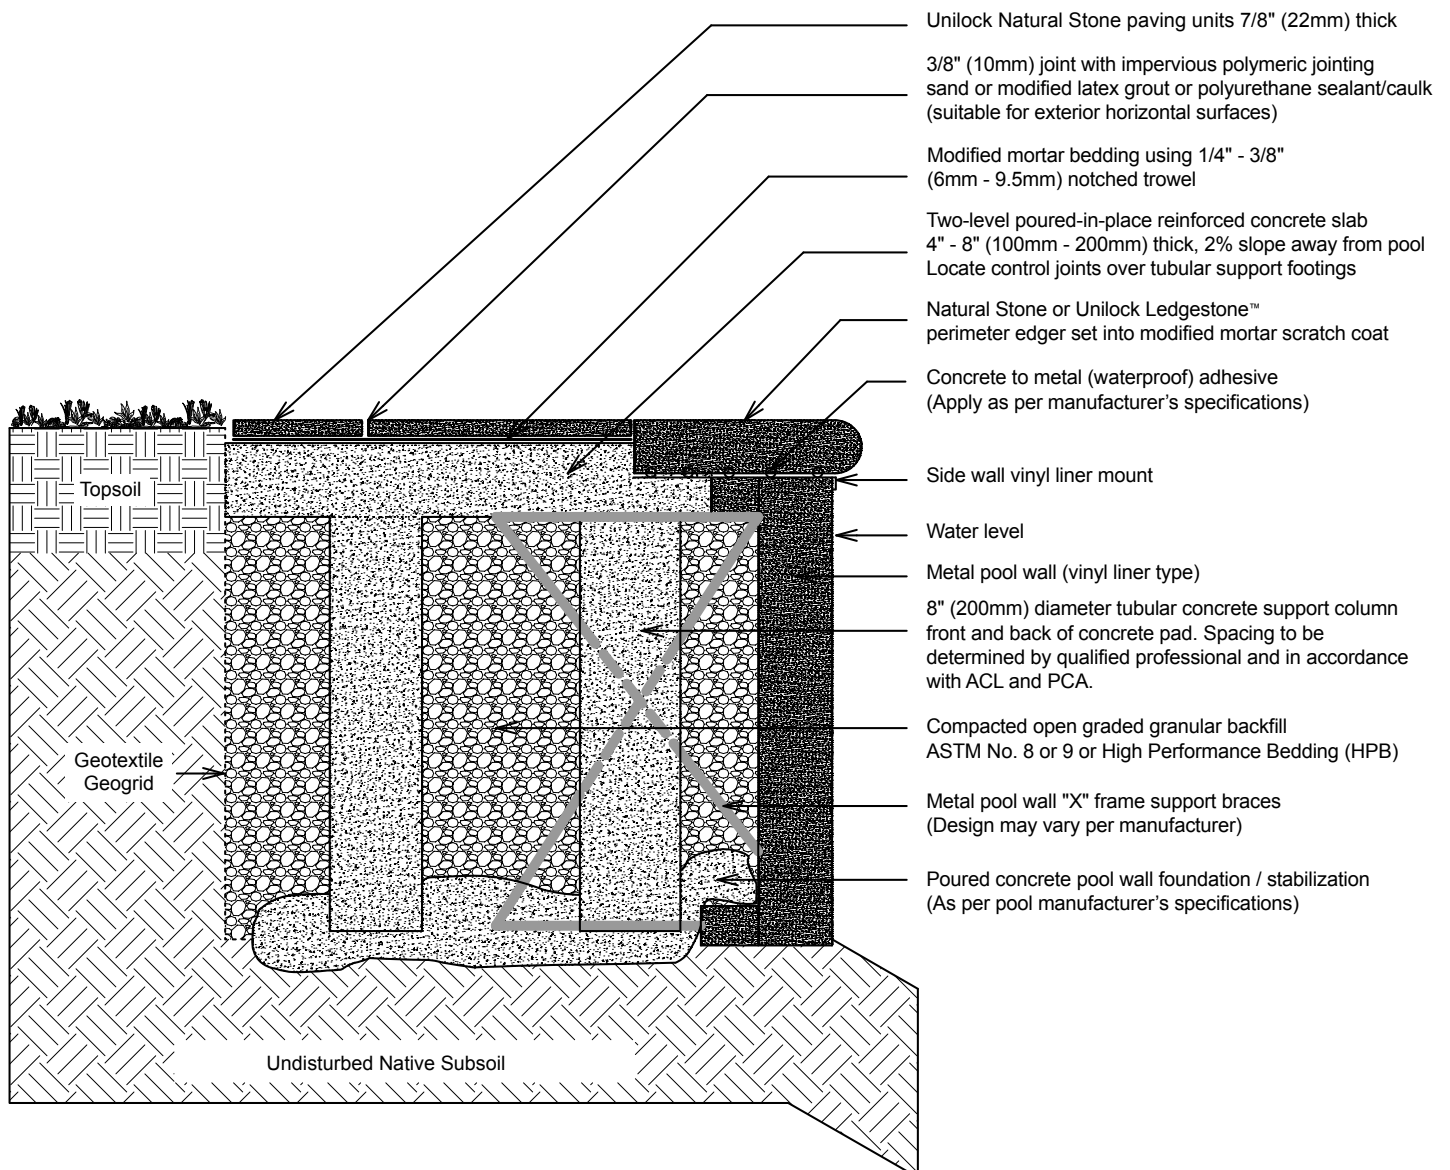 Unilock Natural Stone paving units 7/8" (22mm) thick
3/8" (10mm) joint with impervious polymeric jointing
sand or modified latex grout or polyurethane sealant/caulk
(suitable for exterior horizontal surfaces)
Modified mortar bedding using 1/4" - 3/8"
(6mm - 9.5mm) notched trowel
Two-level poured-in-place reinforced concrete slab
4" - 8" (100mm - 200mm) thick, 2% slope away from pool
Locate control joints over tubular support footings
Natural Stone or Unilock Ledgestone™
perimeter edger set into modified mortar scratch coat
Concrete to metal (waterproof) adhesive
(Apply as per manufacturer’s specifications)
Side wall vinyl liner mount
Water level
Metal pool wall (vinyl liner type)
8" (200mm) diameter tubular concrete support column
front and back of concrete pad. Spacing to be
determined by qualified professional and in accordance
with ACL and PCA.
Compacted open graded granular backfill
ASTM No. 8 or 9 or High Performance Bedding (HPB)
Metal pool wall "X" frame support braces
(Design may vary per manufacturer)
Poured concrete pool wall foundation / stabilization
(As per pool manufacturer’s specifications)
Topsoil
Geotextile
Geogrid
Undisturbed Native Subsoil